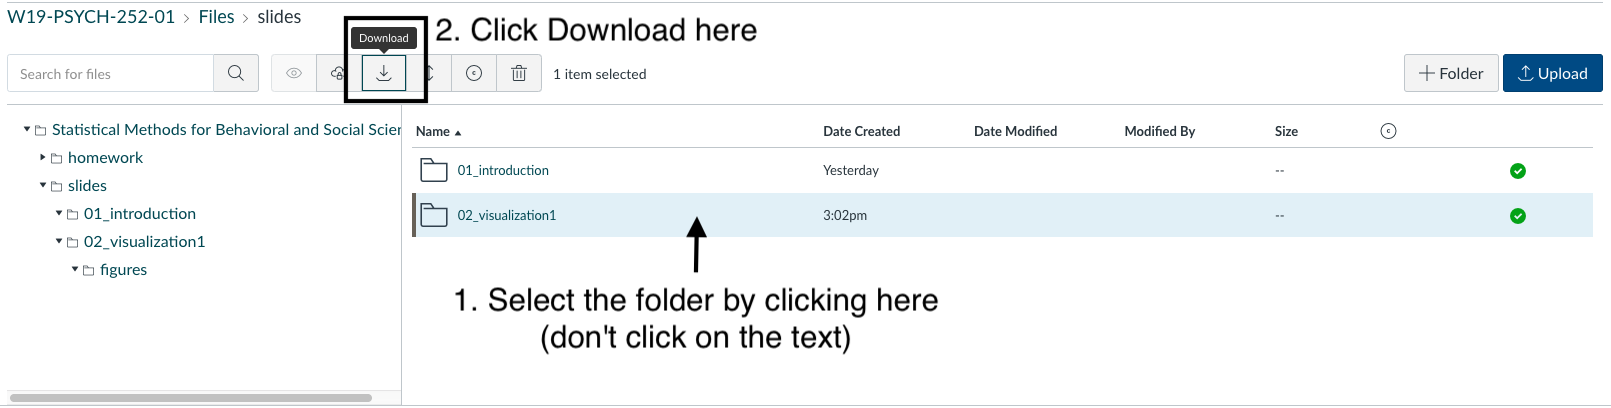 W19-PSYCH-252-01 › Files › slides
Download
2. Click Download here
Search for files
1 item selected
Folder
Upload
Statistical Methods for Behavioral and Social
homework
slides
01_introduction
02_visualization1
figures
Name Date Created Date Modified Modified By Size
01_introduction Yesterday --
02_visualization1 3:02pm --
1. Select the folder by clicking here
(don't click on the text)